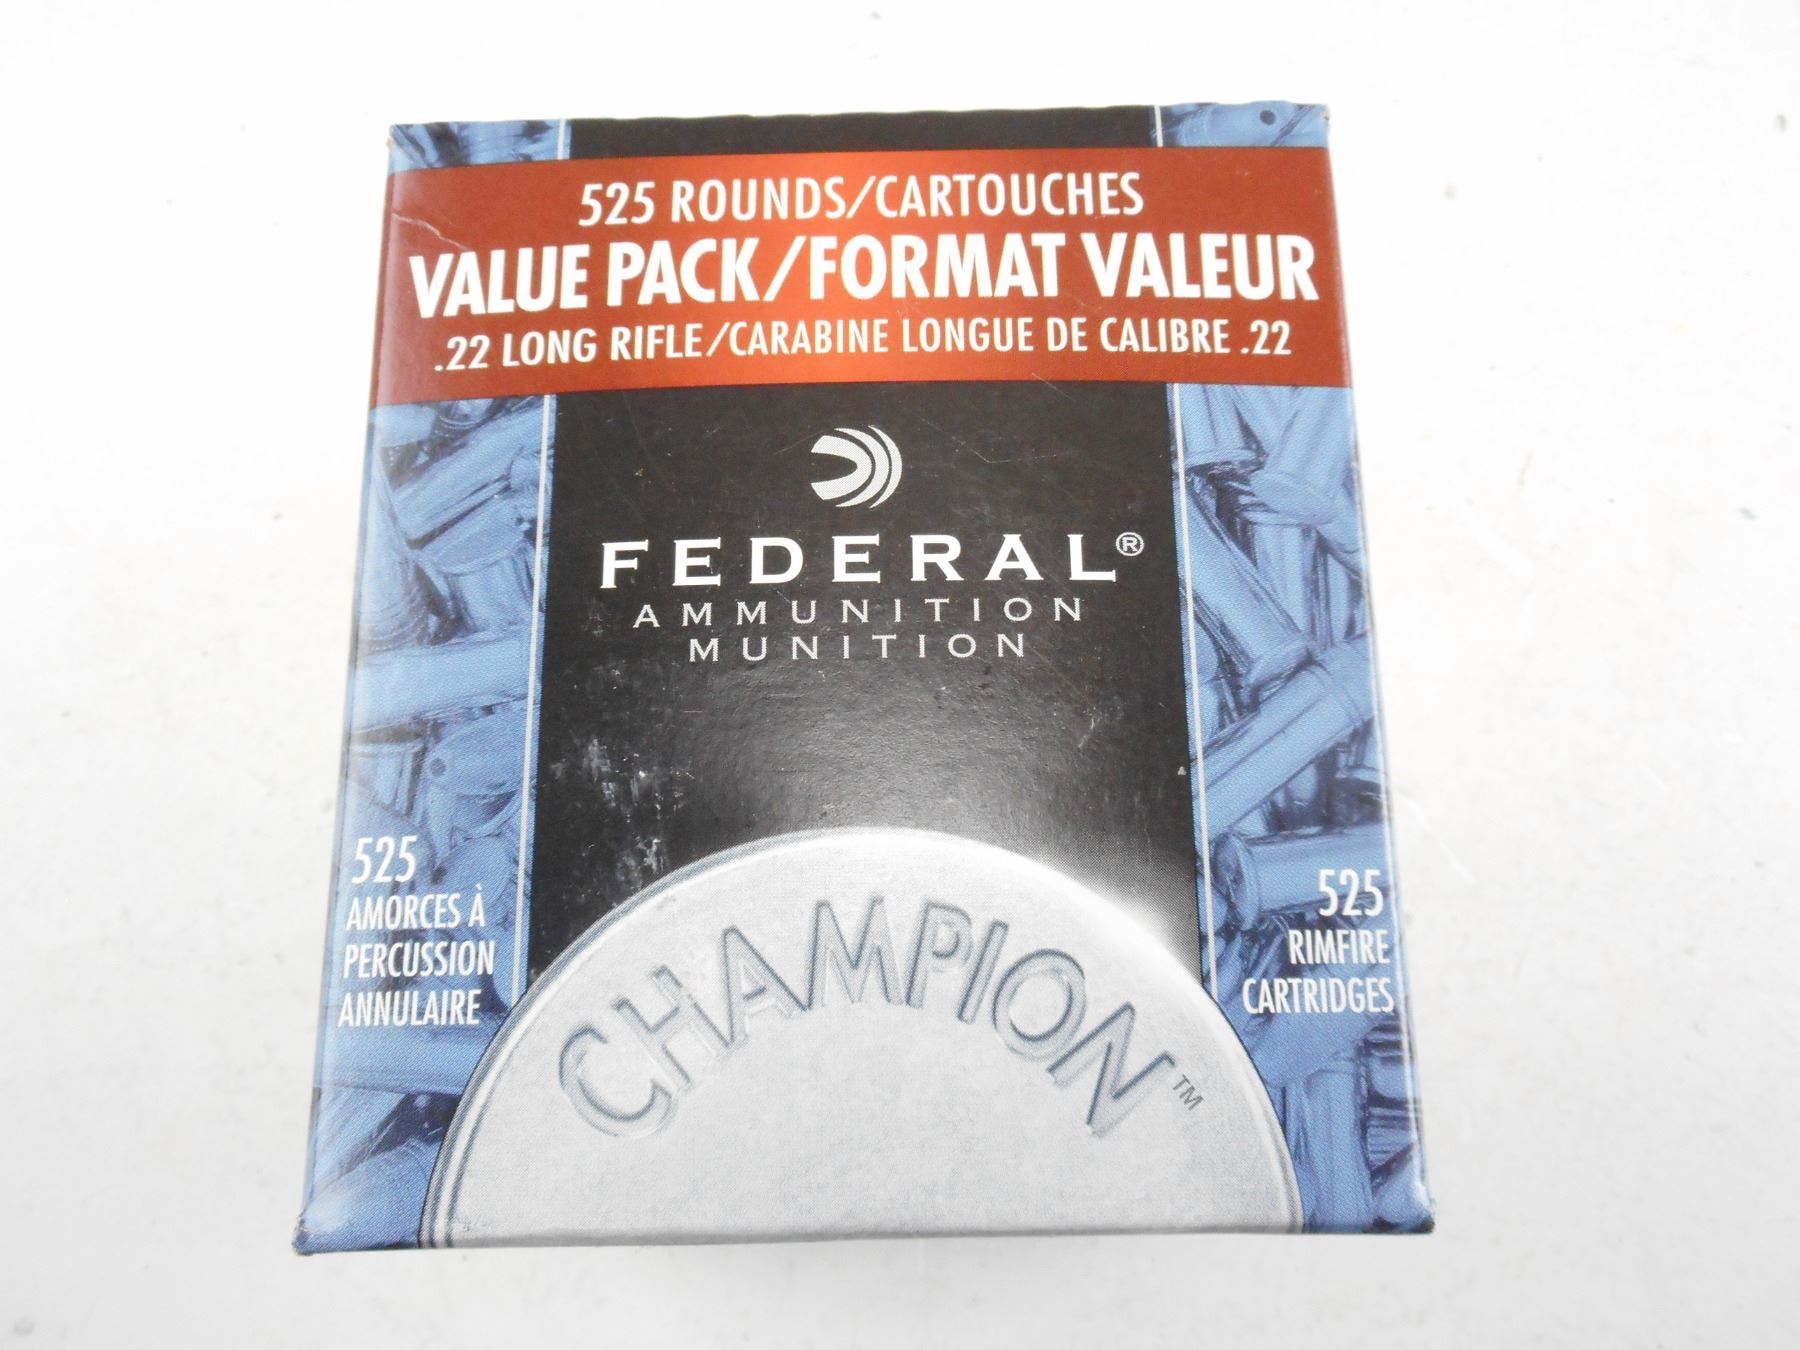 525 ROUNDS/CARTOUCHES
VALUE PACK/FORMAT VALEUR
.22 LONG RIFLE/CARABINE LONGUE DE CALIBRE .22
FEDERAL®
AMMUNITION
MUNITION
525
AMORCES À
PERCUSSION
ANNULAIRE
525
RIMFIRE
CARTRIDGES
CHAMPION™